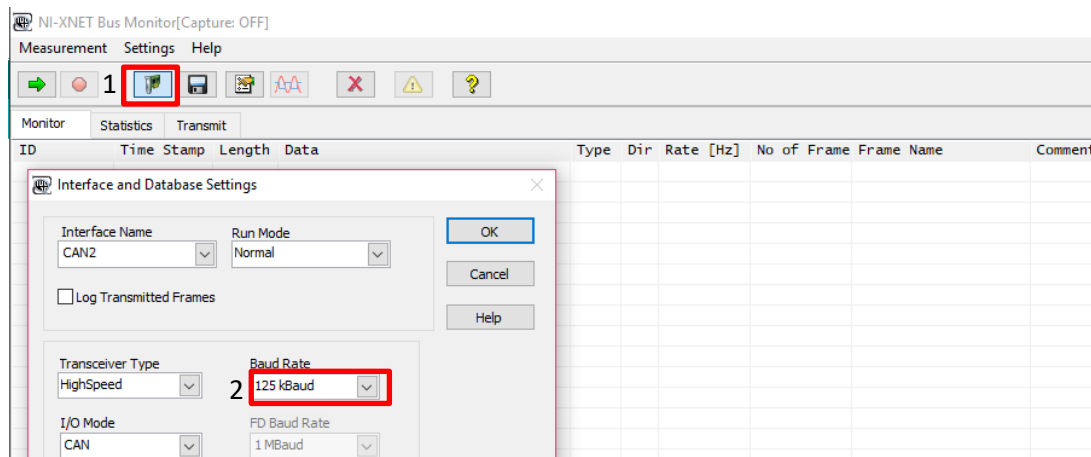 NI-XNET Bus Monitor[Capture: OFF]
Measurement Settings Help
1
Monitor Statistics Transmit
ID Time Stamp Length Data Type Dir Rate [Hz] No of Frame Frame Name Comment
Interface and Database Settings
Interface Name Run Mode OK
CAN2 Normal
Cancel
Log Transmitted Frames
Help
Transceiver Type Baud Rate
HighSpeed 2 125 kBaud
I/O Mode FD Baud Rate
CAN 1 MBaud